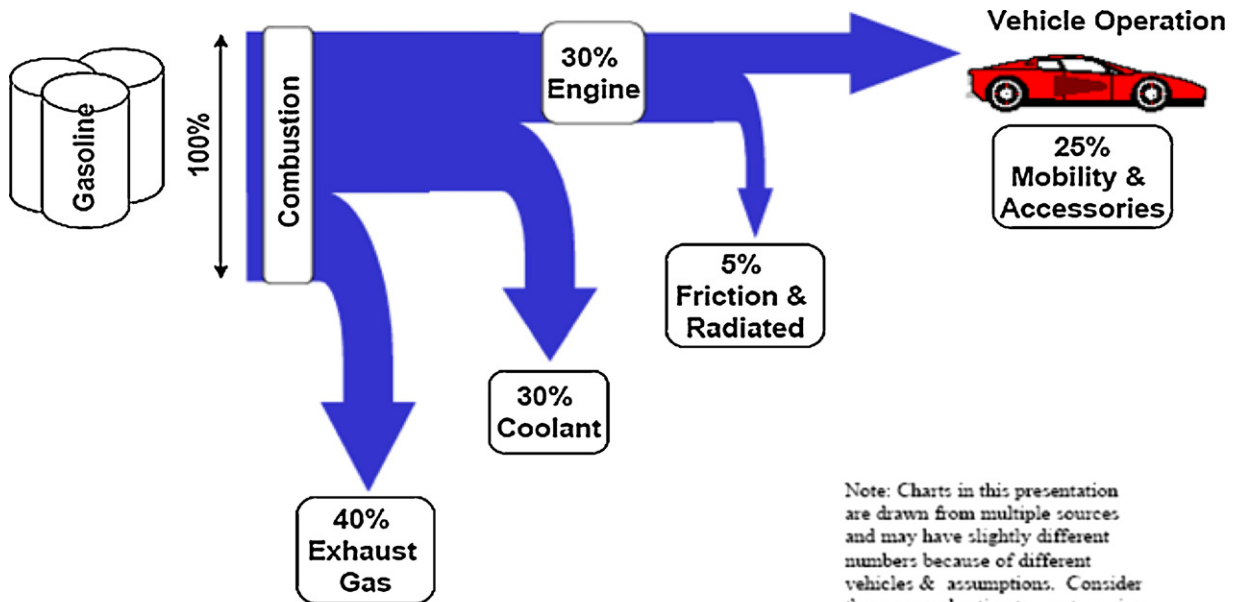 Vehicle Operation
Gasoline
100%
Combustion
30%
Engine
25%
Mobility &
Accessories
5%
Friction &
Radiated
30%
Coolant
40%
Exhaust
Gas
Note: Charts in this presentation
are drawn from multiple sources
and may have slightly different
numbers because of different
vehicles & assumptions. Consider